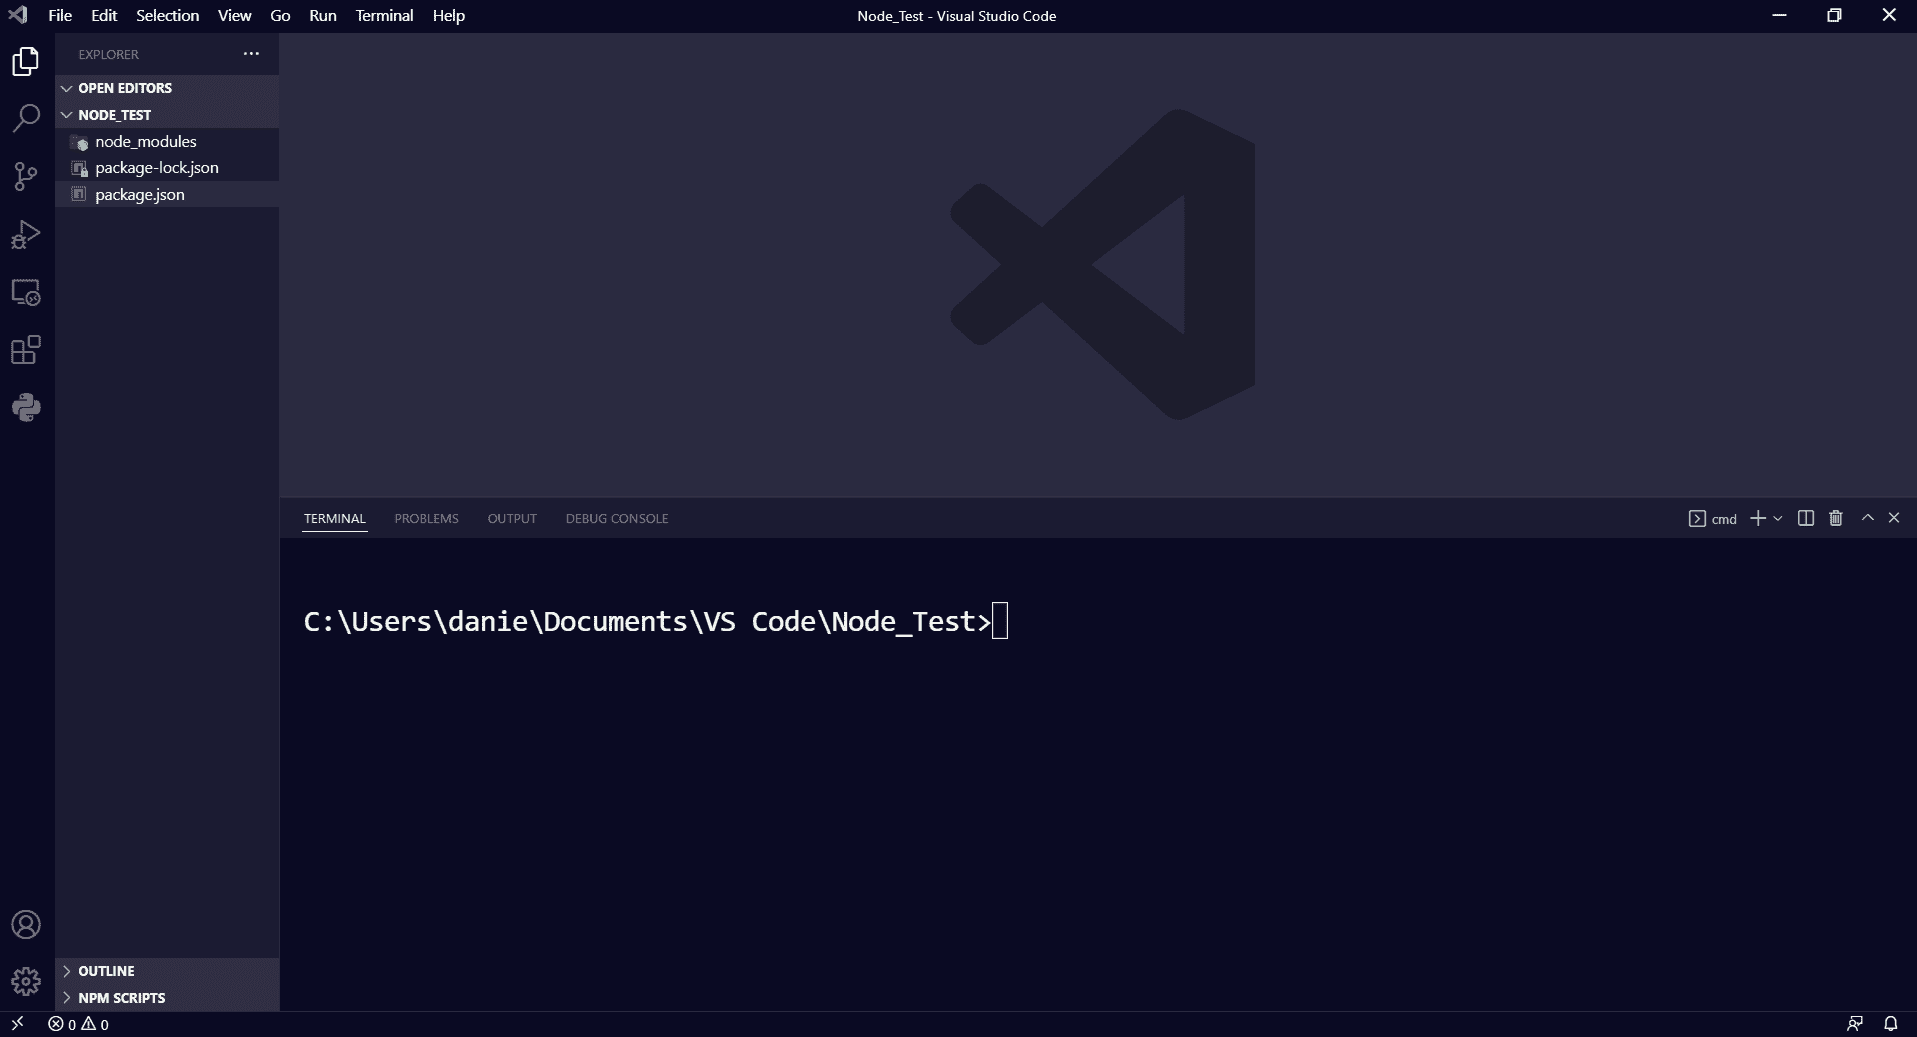 File Edit Selection View Go Run Terminal Help
Node_Test - Visual Studio Code
EXPLORER
OPEN EDITORS
NODE_TEST
node_modules
package-lock.json
package.json
TERMINAL PROBLEMS OUTPUT DEBUG CONSOLE
cmd
C:\Users\danie\Documents\VS Code\Node_Test>
OUTLINE
NPM SCRIPTS
0 0